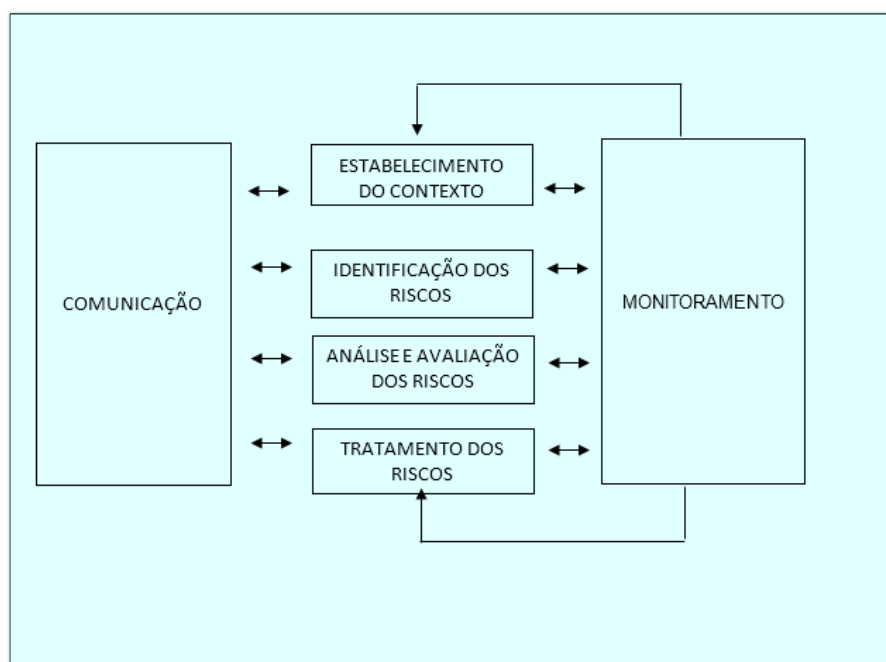 ESTABELECIMENTO
DO CONTEXTO
IDENTIFICAÇÃO DOS
RISCOS
COMUNICAÇÃO
MONITORAMENTO
ANÁLISE E AVALIAÇÃO
DOS RISCOS
TRATAMENTO DOS
RISCOS